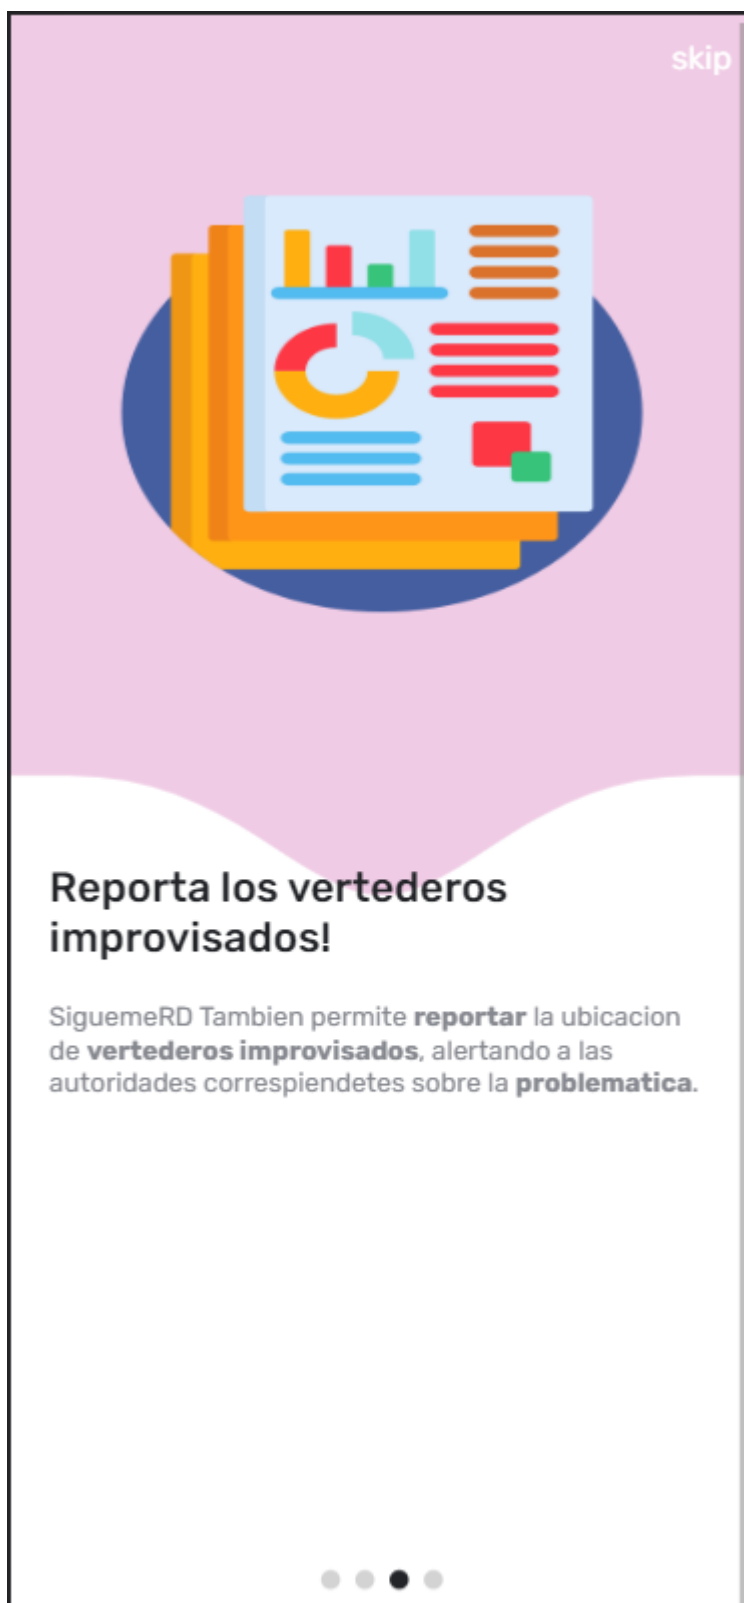 skip
Reporta los vertederos
improvisados!
SiguemeRD Tambien permite reportar la ubicacion
de vertederos improvisados, alertando a las
autoridades correspiendetes sobre la problematica.